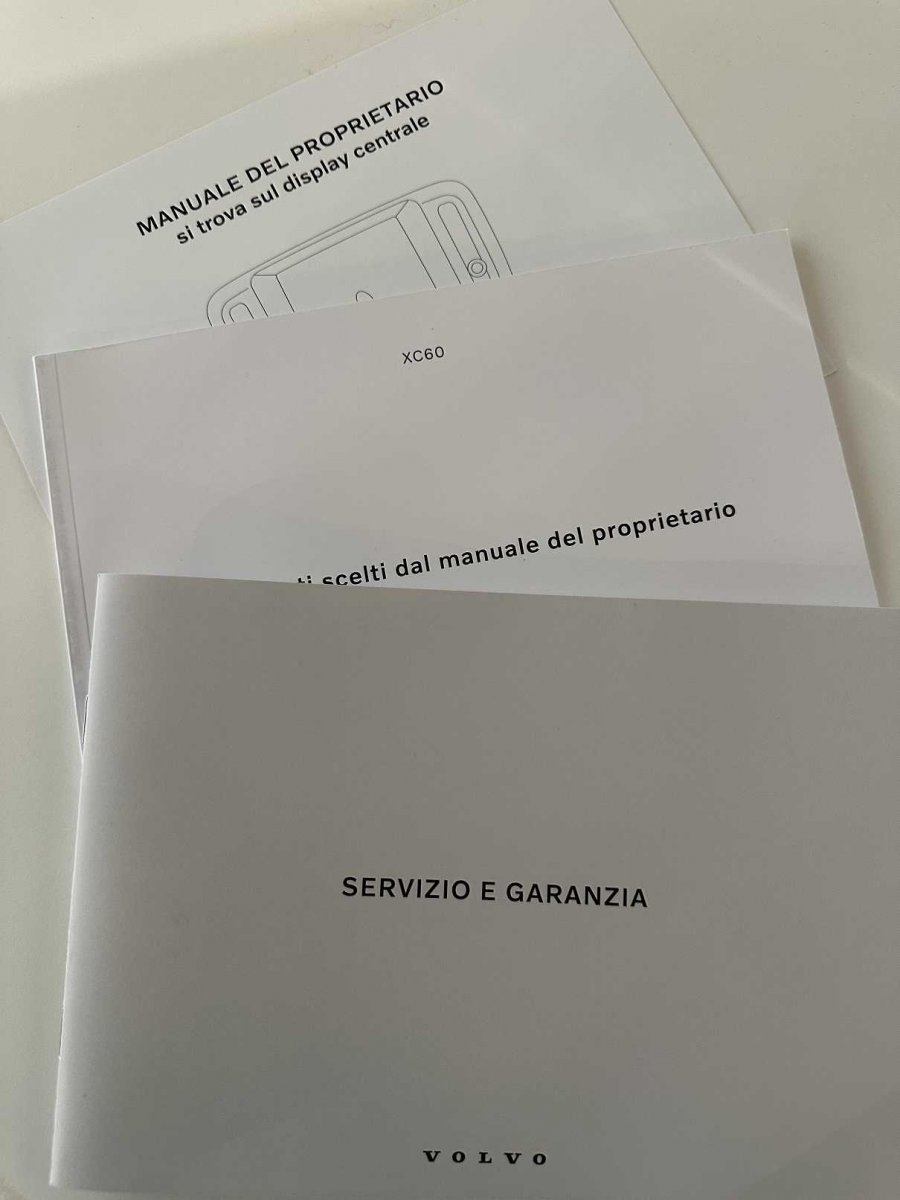 MANUALE DEL PROPRIETARIO
si trova sul display centrale
XC60
scelti dal manuale del proprietario
SERVIZIO E GARANZIA
VOLVO